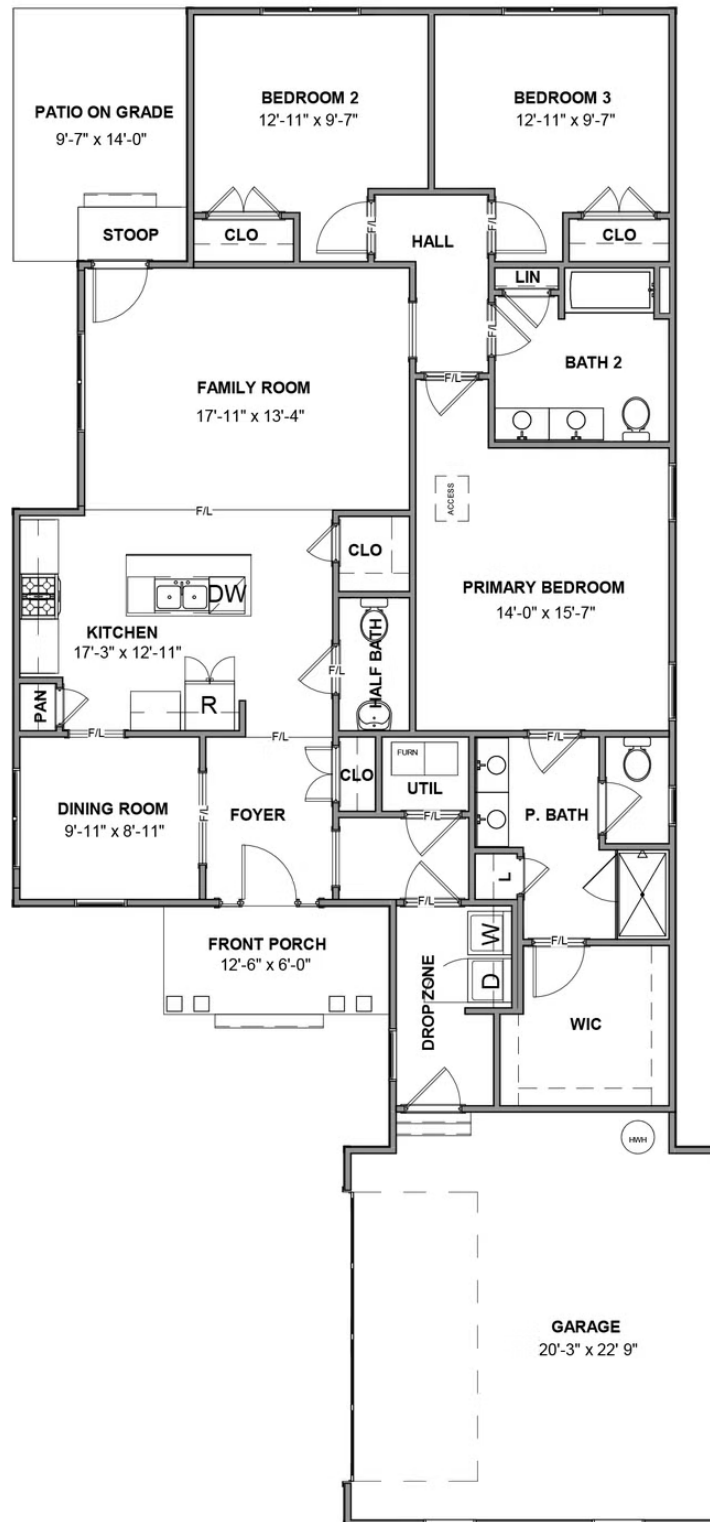 BEDROOM 2
12'-11" x 9'-7"
BEDROOM 3
12'-11" x 9'-7"
PATIO ON GRADE
9'-7" x 14'-0"
STOOP
CLO
F/L
HALL
F/L
CLO
LIN
F/L
BATH 2
F/L
FAMILY ROOM
17'-11" x 13'-4"
ACCESS
F/L
CLO
PRIMARY BEDROOM
14'-0" x 15'-7"
DW
KITCHEN
17'-3" x 12'-11"
HALF BATH
F/L
PAN
R
F/L
F/L
F/L
FURN
CLO
UTIL
DINING ROOM
9'-11" x 8'-11"
F/L
FOYER
P. BATH
F/L
L
F/L
W
F/L
FRONT PORCH
12'-6" x 6'-0"
DROP ZONE
D
WIC
HWH
GARAGE
20'-3" x 22' 9"